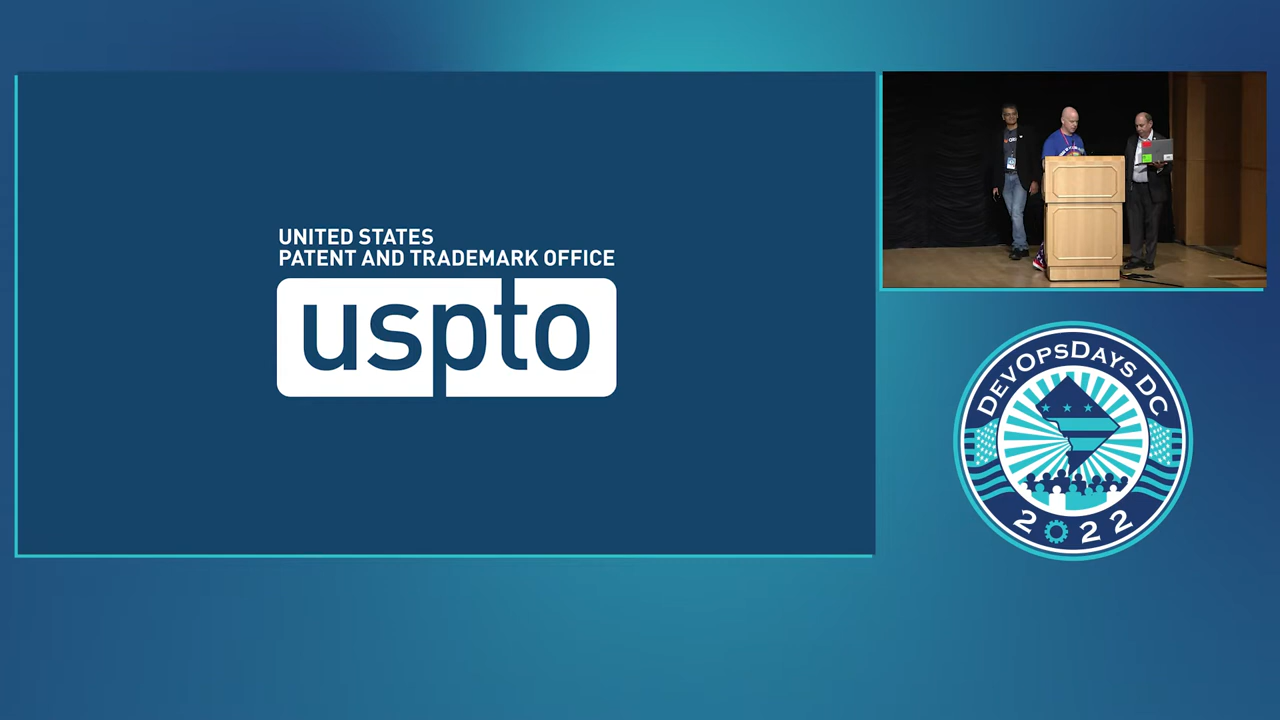 UNITED STATES
PATENT AND TRADEMARK OFFICE
uspto
DevOpsDays DC
2022